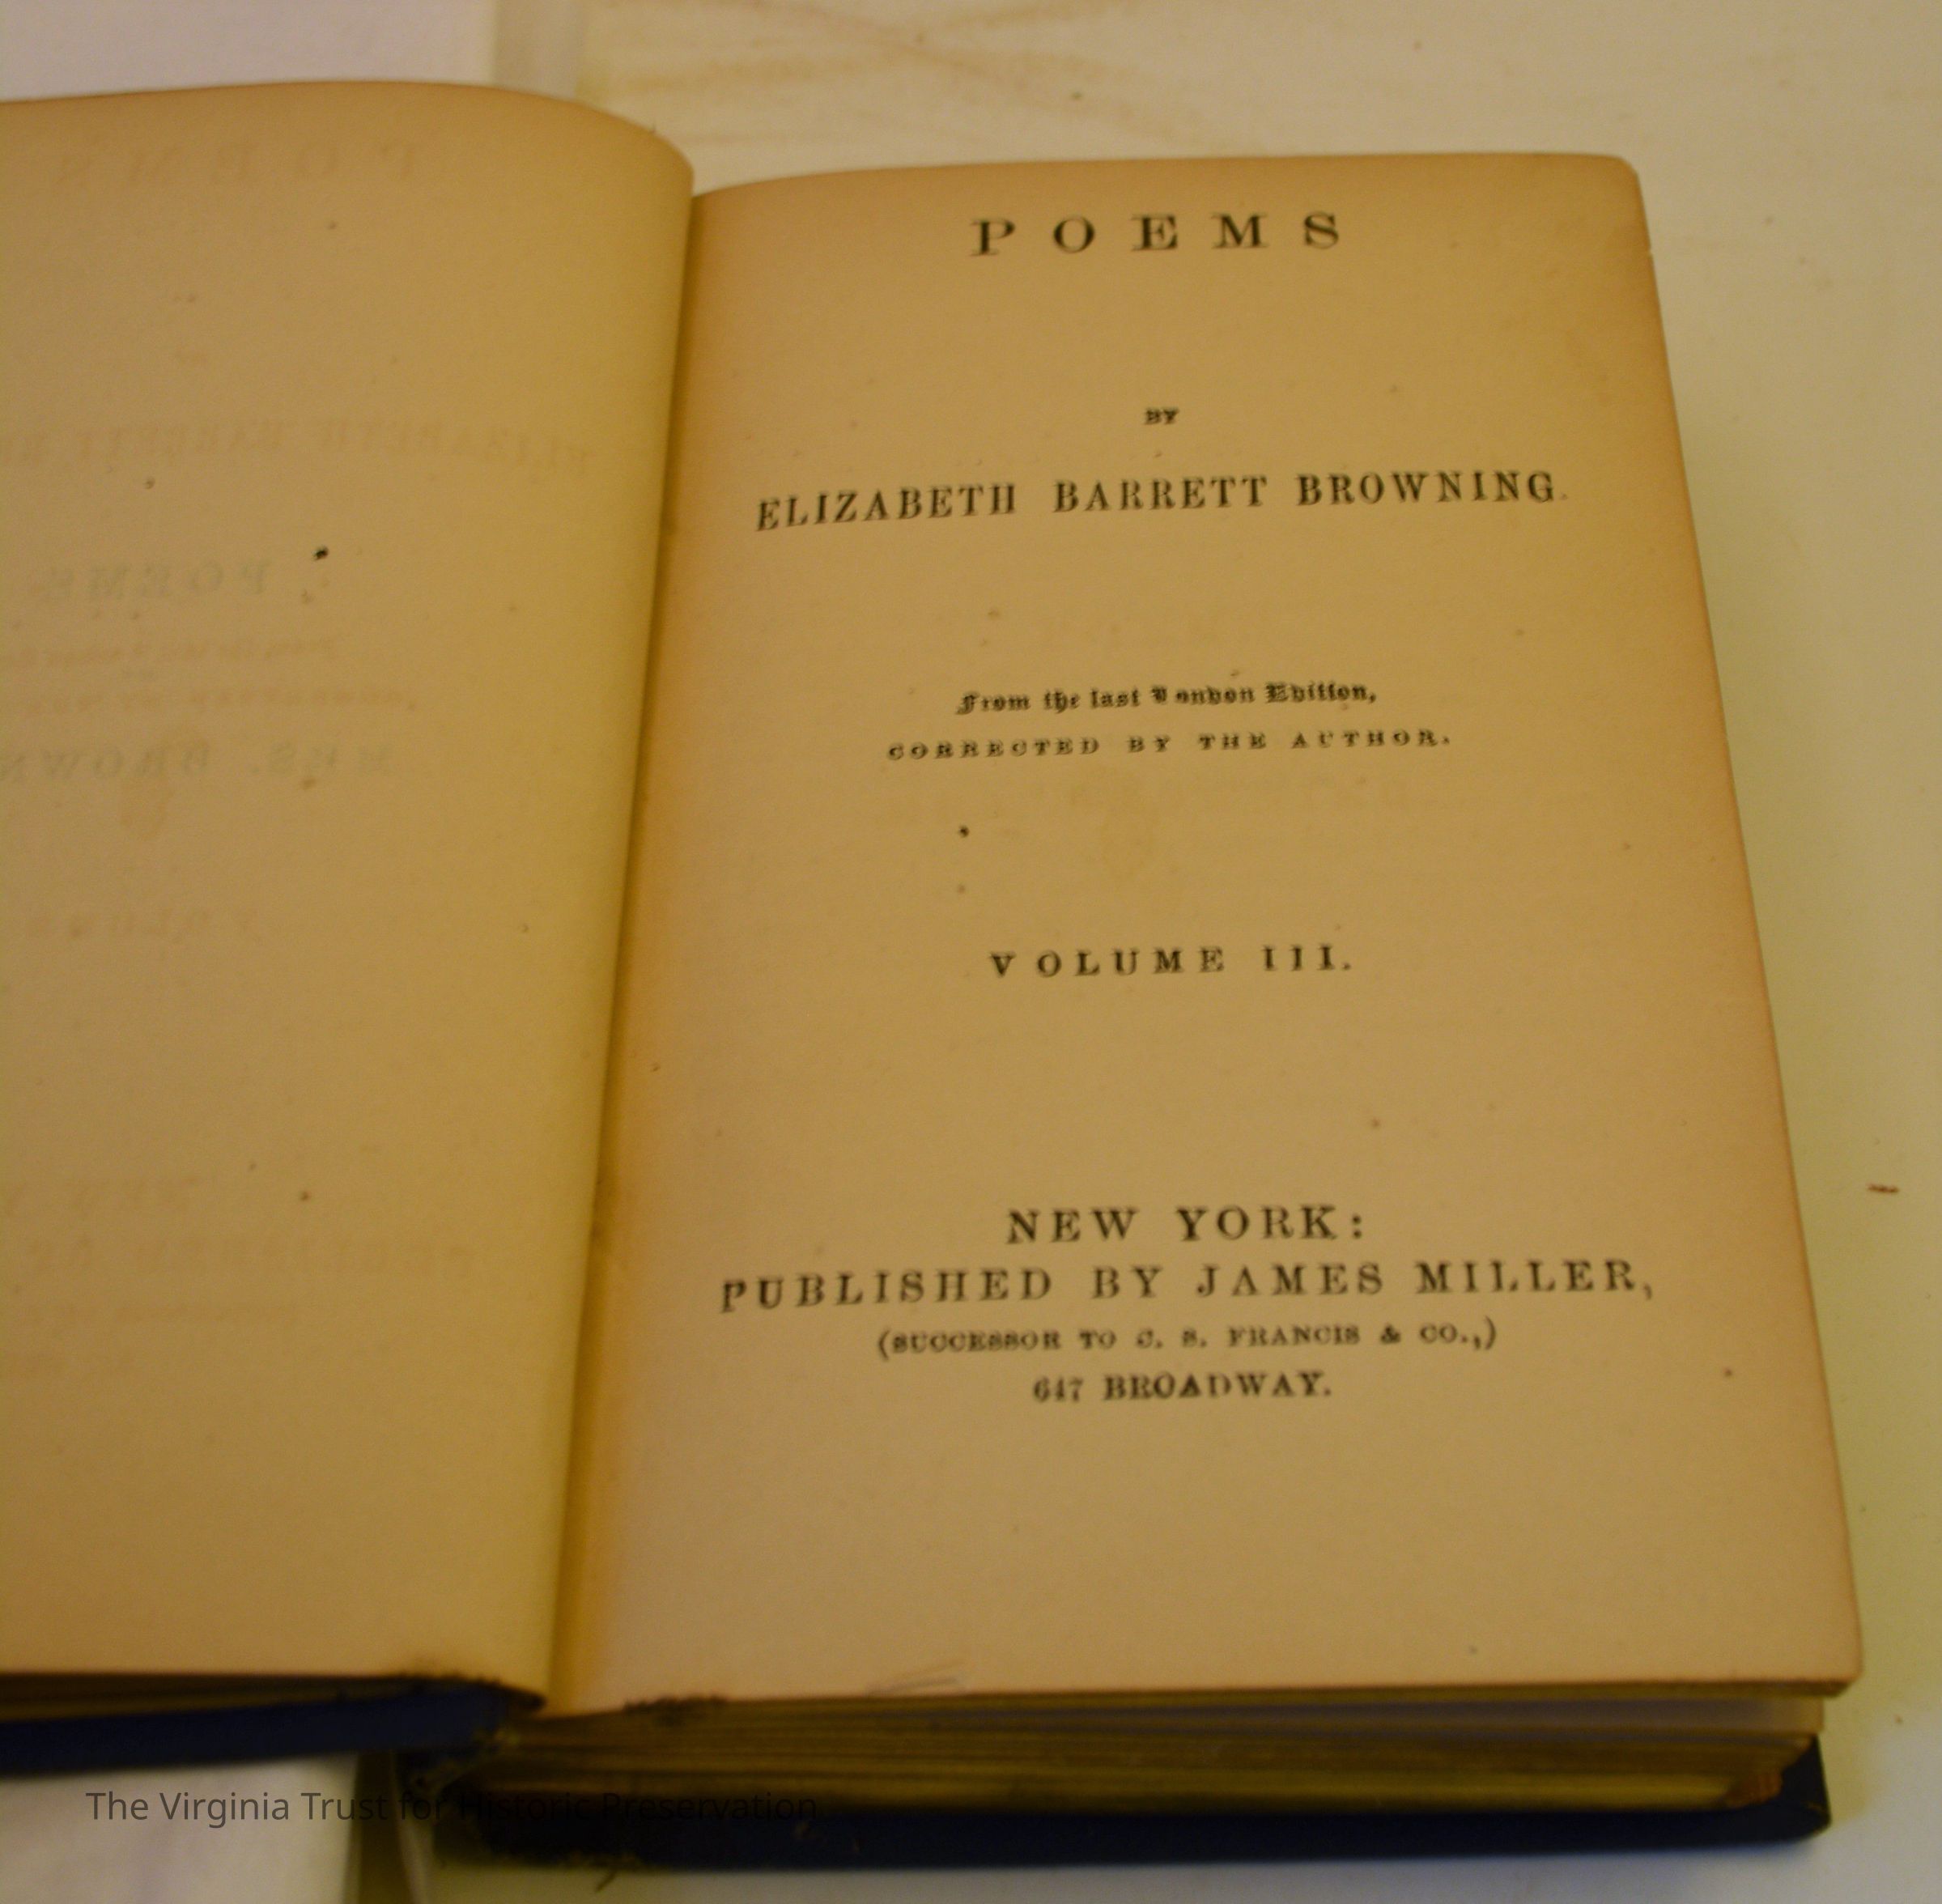 POEMS
BY
ELIZABETH BARRETT BROWNING.
From the last London Edition,
CORRECTED BY THE AUTHOR.
VOLUME III.
NEW YORK:
PUBLISHED BY JAMES MILLER,
(SUCCESSOR TO C. S. FRANCIS & CO.,)
647 BROADWAY.
The Virginia Trust for Historic Preservation